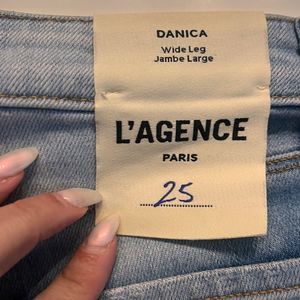 DANICA
Wide Leg
Jambe Large
L'AGENCE
PARIS
25